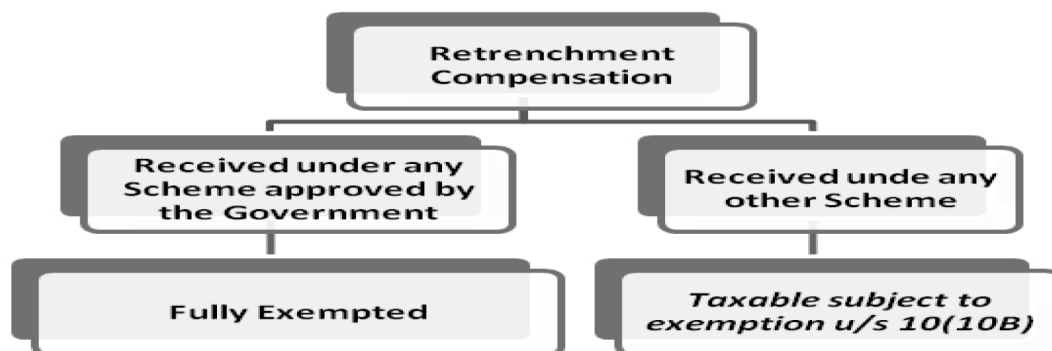 Retrenchment
Compensation
Received under any
Scheme approved by
the Government
Received unde any
other Scheme
Fully Exempted
Taxable subject to
exemption u/s 10(10B)